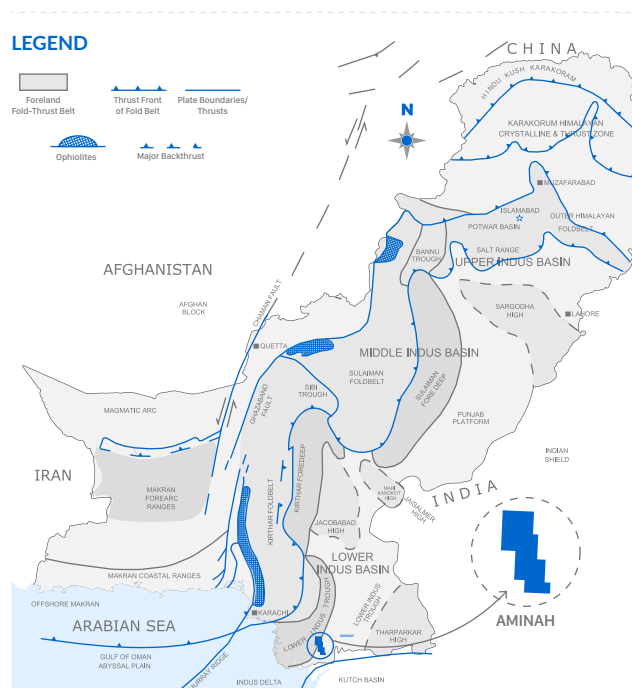 LEGEND
Foreland
Fold-Thrust Belt
Thrust Front
of Fold Belt
Plate Boundaries/
Thrusts
Ophiolites
Major Backthrust
N
CHINA
HINDU KUSH KARAKORAM
KARAKORUM HIMALAYAN
CRYSTALLINE & THRUST ZONE
MUZAFARABAD
ISLAMABAD
OUTER HIMALAYAN
FOLDBELT
POTWAR BASIN
SALT RANGE
BANNU
TROUGH
UPPER INDUS BASIN
AFGHANISTAN
AFGHAN
BLOCK
CHAMAN FAULT
SARGODHA
HIGH
LAHORE
QUETTA
MIDDLE INDUS BASIN
SULAIMAN
FOLDBELT
SULAIMAN
FORE DEEP
SIBI
TROUGH
GHAZABAND
FAULT
PUNJAB
PLATFORM
MAGMATIC ARC
INDIAN
SHIELD
IRAN
MAKRAN
FOREARC
RANGES
KIRTHAR FOLDBELT
KIRTHAR FOREDEEP
MARI
KANDKOT
HIGH
JAISALMER
HIGH
INDIA
JACOBABAD
HIGH
LOWER
INDUS BASIN
MAKRAN COASTAL RANGES
OFFSHORE MAKRAN
KARACHI
LOWER INDUS TROUGH
LOWER INDUS
TROUGH
THARPARKAR
HIGH
AMINAH
ARABIAN SEA
GULF OF OMAN
ABYSSAL PLAIN
MURRAY RIDGE
INDUS DELTA
KUTCH BASIN